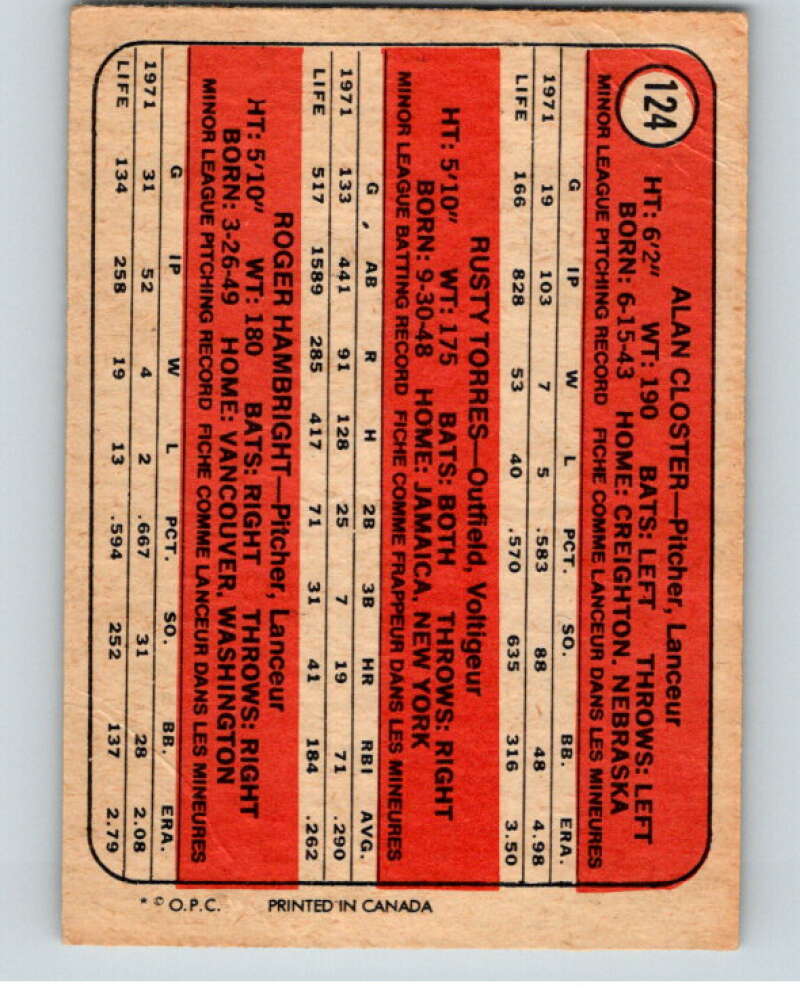 124
ALAN CLOSTER—Pitcher, Lanceur
HT: 6'2" WT: 190 BATS: LEFT THROWS: LEFT
BORN: 6-15-43 HOME: CREIGHTON, NEBRASKA
MINOR LEAGUE PITCHING RECORD FICHE COMME LANCEUR DANS LES MINEURES
G IP W L PCT. SO. BB. ERA.
1971 19 103 7 5 .583 88 48 4.98
LIFE 166 828 53 40 .570 635 316 3.50
RUSTY TORRES—Outfield, Voltigeur
HT: 5'10" WT: 175 BATS: BOTH THROWS: RIGHT
BORN: 9-30-48 HOME: JAMAICA, NEW YORK
MINOR LEAGUE BATTING RECORD FICHE COMME FRAPPEUR DANS LES MINEURES
G AB R H 2B 3B HR RBI AVG.
1971 133 441 91 128 25 7 19 71 .290
LIFE 517 1589 285 417 71 31 41 184 .262
ROGER HAMBRIGHT—Pitcher, Lanceur
HT: 5'10" WT: 180 BATS: RIGHT THROWS: RIGHT
BORN: 3-26-49 HOME: VANCOUVER, WASHINGTON
MINOR LEAGUE PITCHING RECORD FICHE COMME LANCEUR DANS LES MINEURES
G IP W L PCT. SO. BB. ERA.
1971 31 52 4 2 .667 31 28 2.08
LIFE 134 258 19 13 .594 252 137 2.79
* © O.P.C. PRINTED IN CANADA